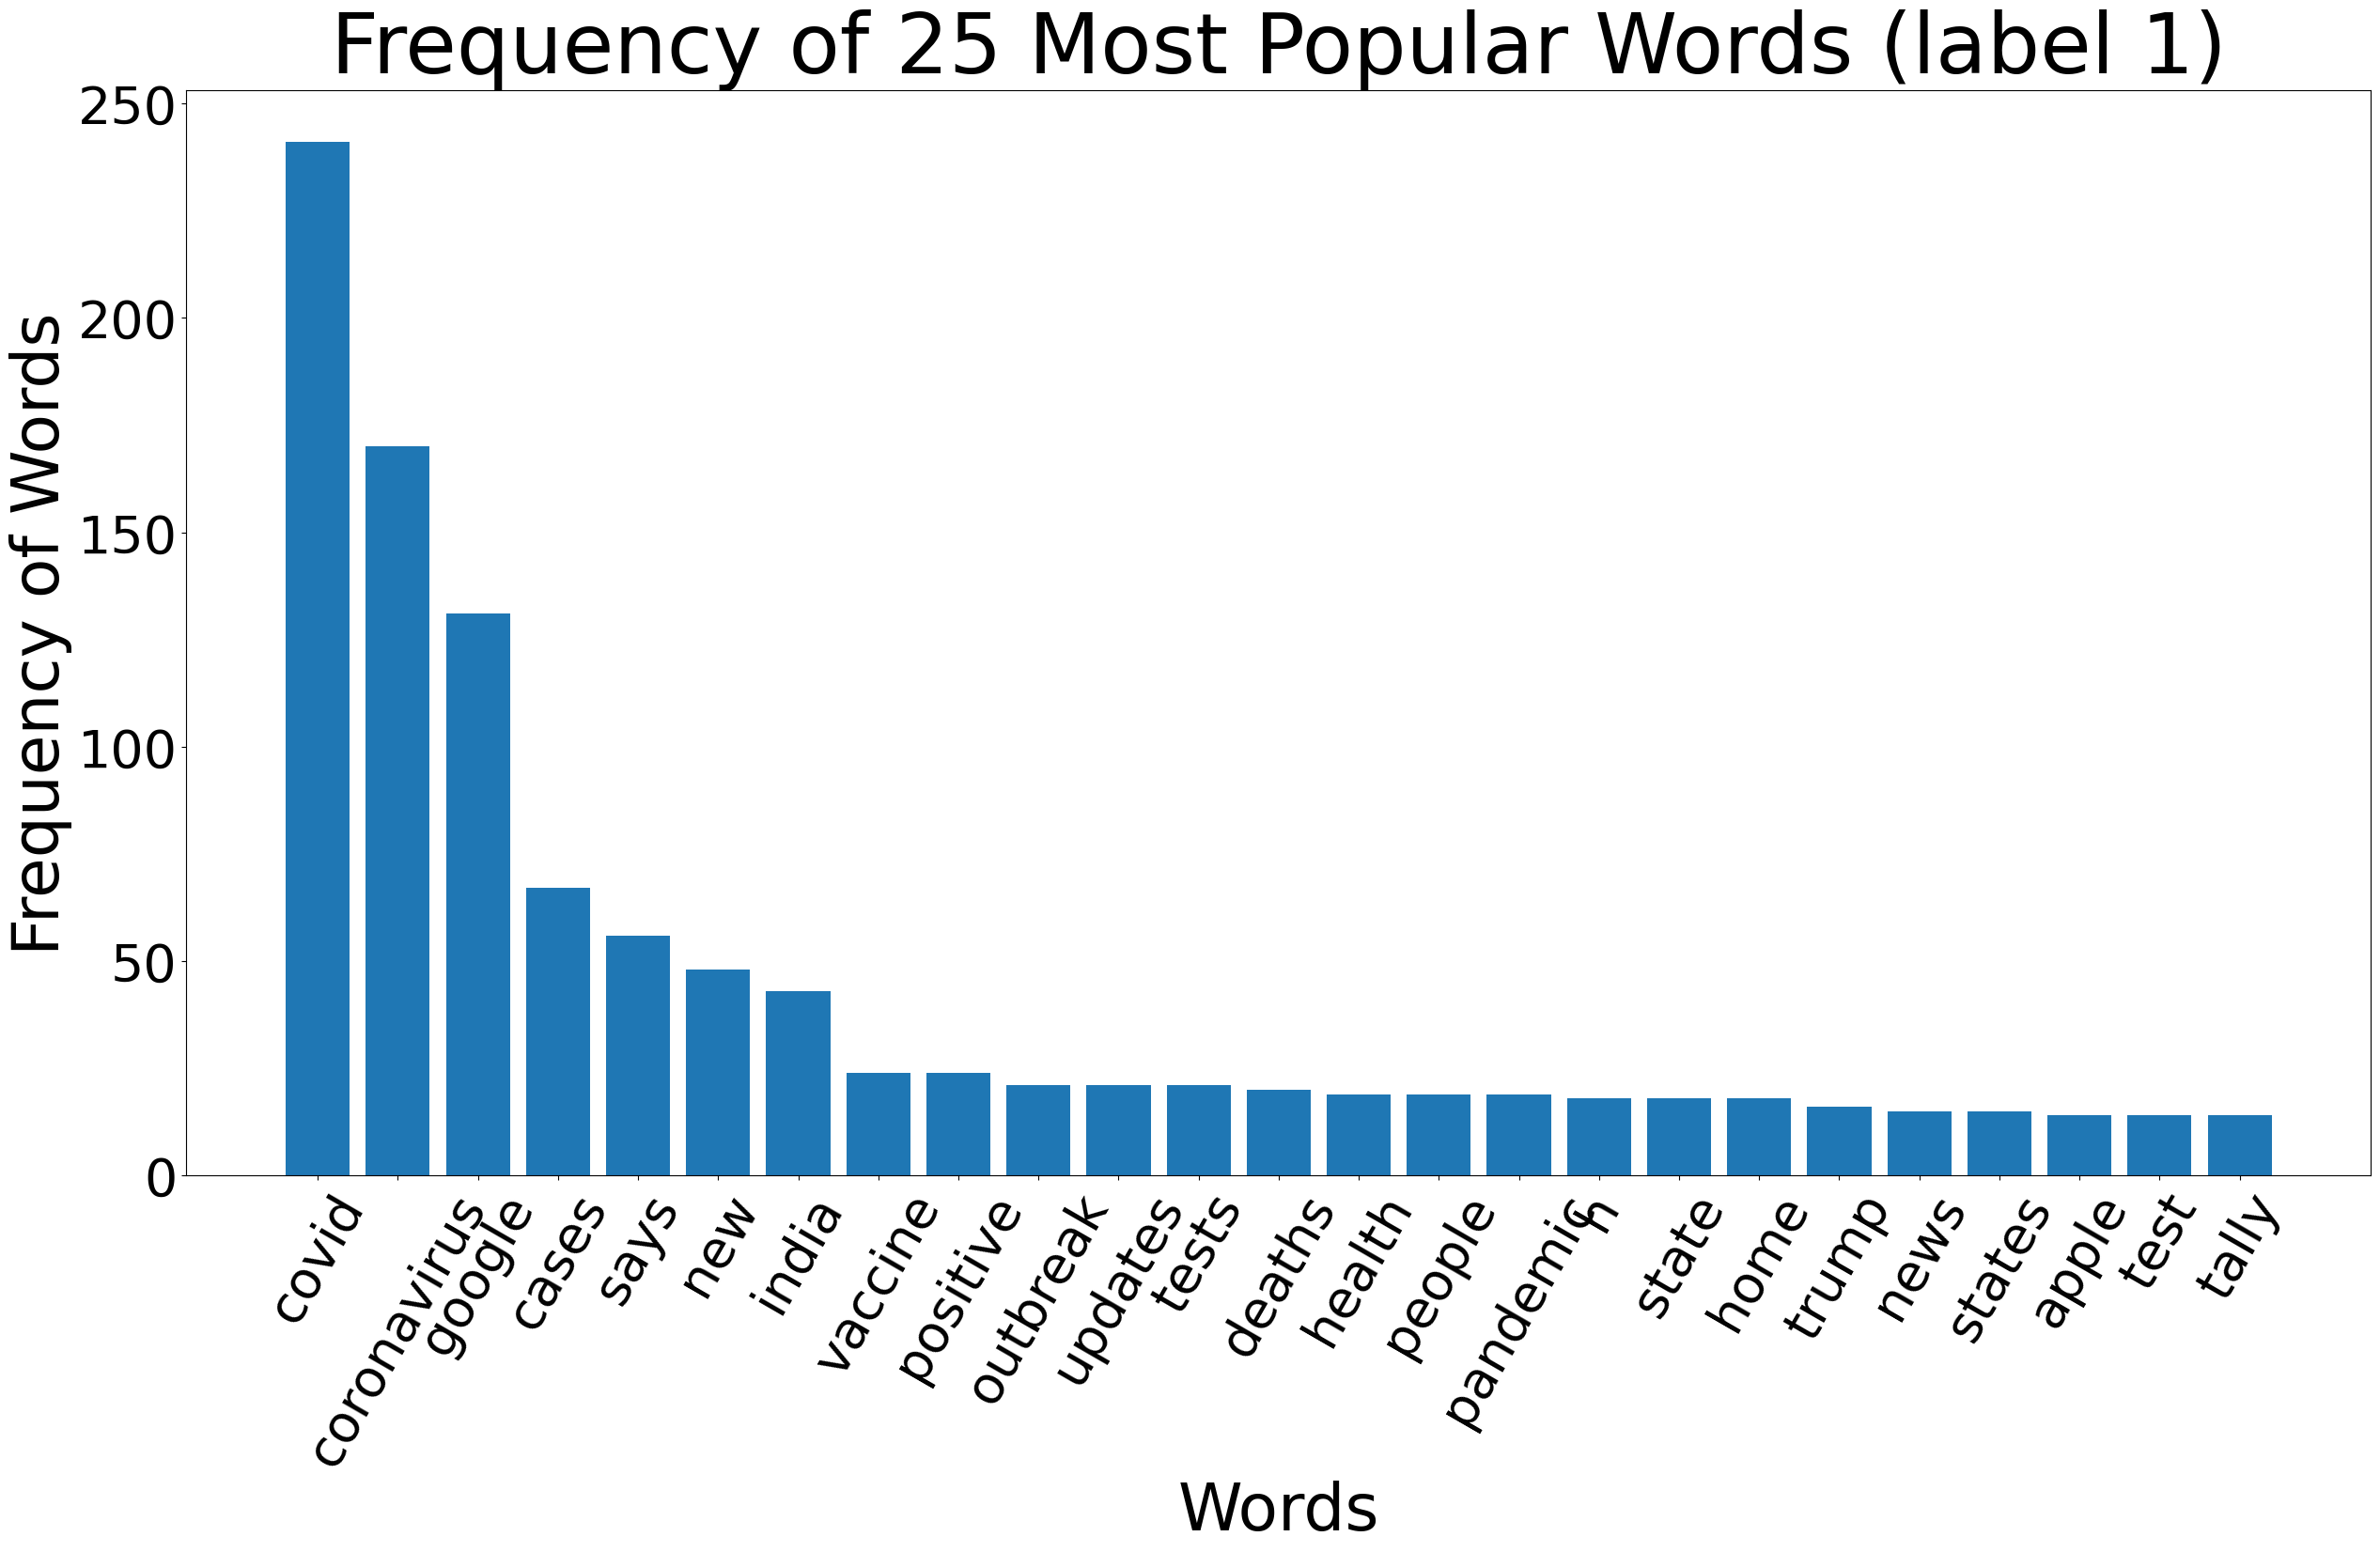 Frequency of 25 Most Popular Words (label 1)
Frequency of Words
250
200
150
100
50
0
covid
coronavirus
google
cases
says
new
india
vaccine
positive
outbreak
updates
tests
deaths
health
people
pandemic
n
state
home
trump
news
states
apple
test
tally
Words